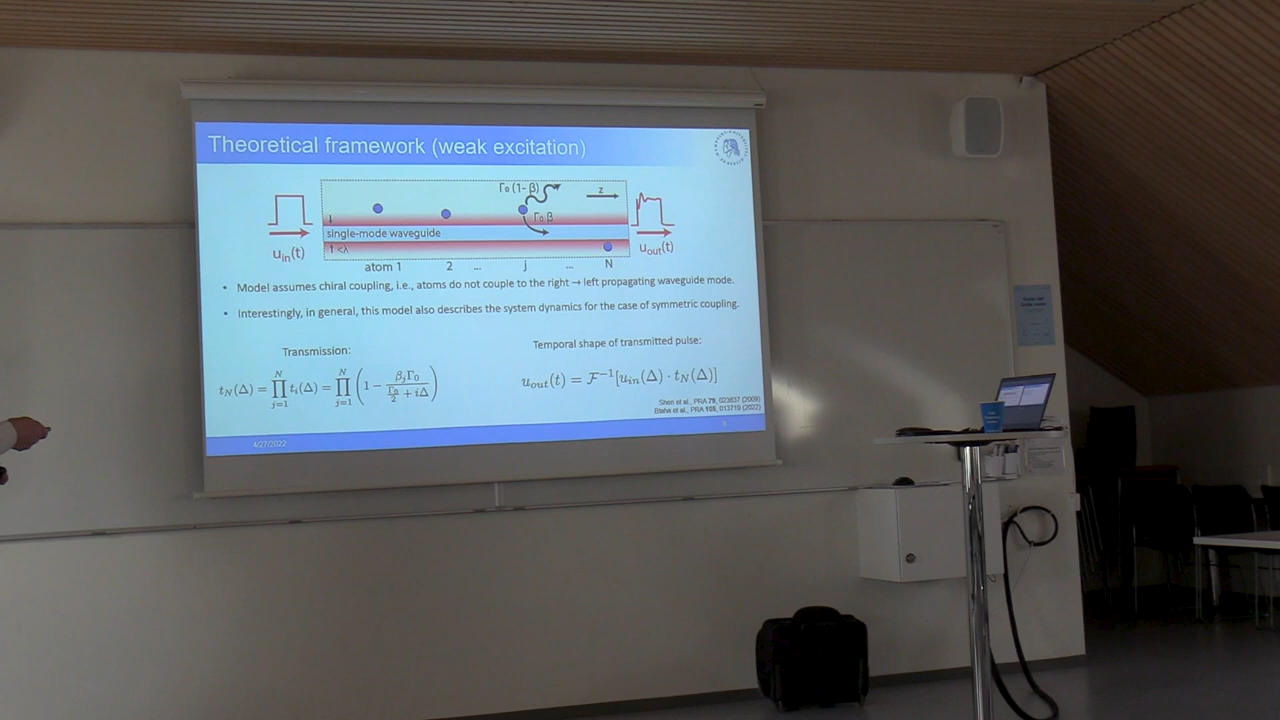 Theoretical framework (weak excitation)
Γ₀ (1- β)
z
Γ₀ β
single-mode waveguide
<λ
u_in(t)
u_out(t)
atom 1 2 ... j ... N
• Model assumes chiral coupling, i.e., atoms do not couple to the right → left propagating waveguide mode.
• Interestingly, in general, this model also describes the system dynamics for the case of symmetric coupling.
Transmission:
Temporal shape of transmitted pulse:
t_N(Δ) = ∏_{j=1}^{N} t_i(Δ) = ∏_{j=1}^{N} (1 − β_jΓ₀ / (Γ₀/2 + iΔ))
u_out(t) = F⁻¹[u_in(Δ) · t_N(Δ)]
Shen et al., PRA 79, 023837 (2009)
Blaha et al., PRA 105, 013719 (2022)
4/27/2022